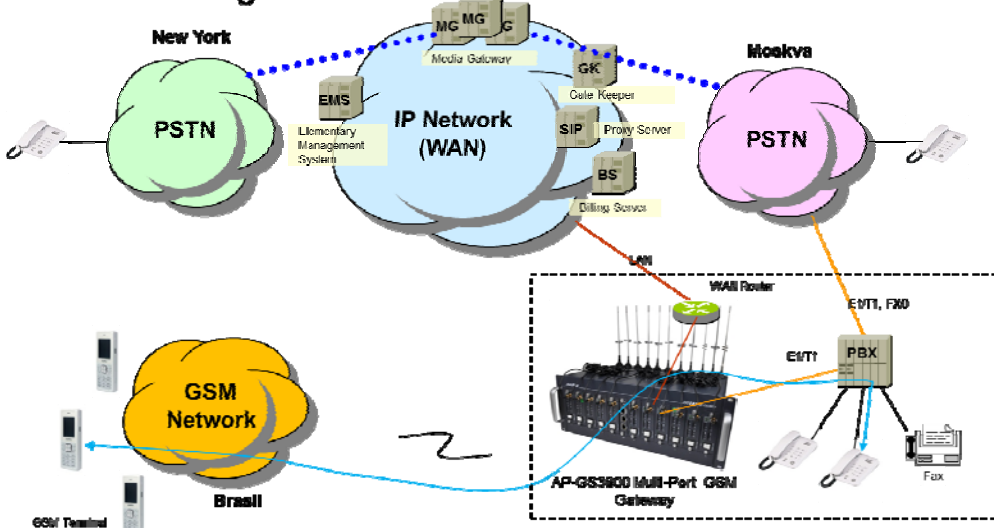 MG
MG
G
New York
Media Gateway
Moskva
GK
Gate Keeper
EMS
IP Network
(WAN)
PSTN
SIP
Proxy Server
PSTN
Elementary
Management
System
BS
Billing Server
LAN
WAN Router
E1/T1, FXO
E1/T1
PBX
GSM
Network
AP-GS3900 Multi-Port GSM
Gateway
Fax
Brasil
GSM Terminal